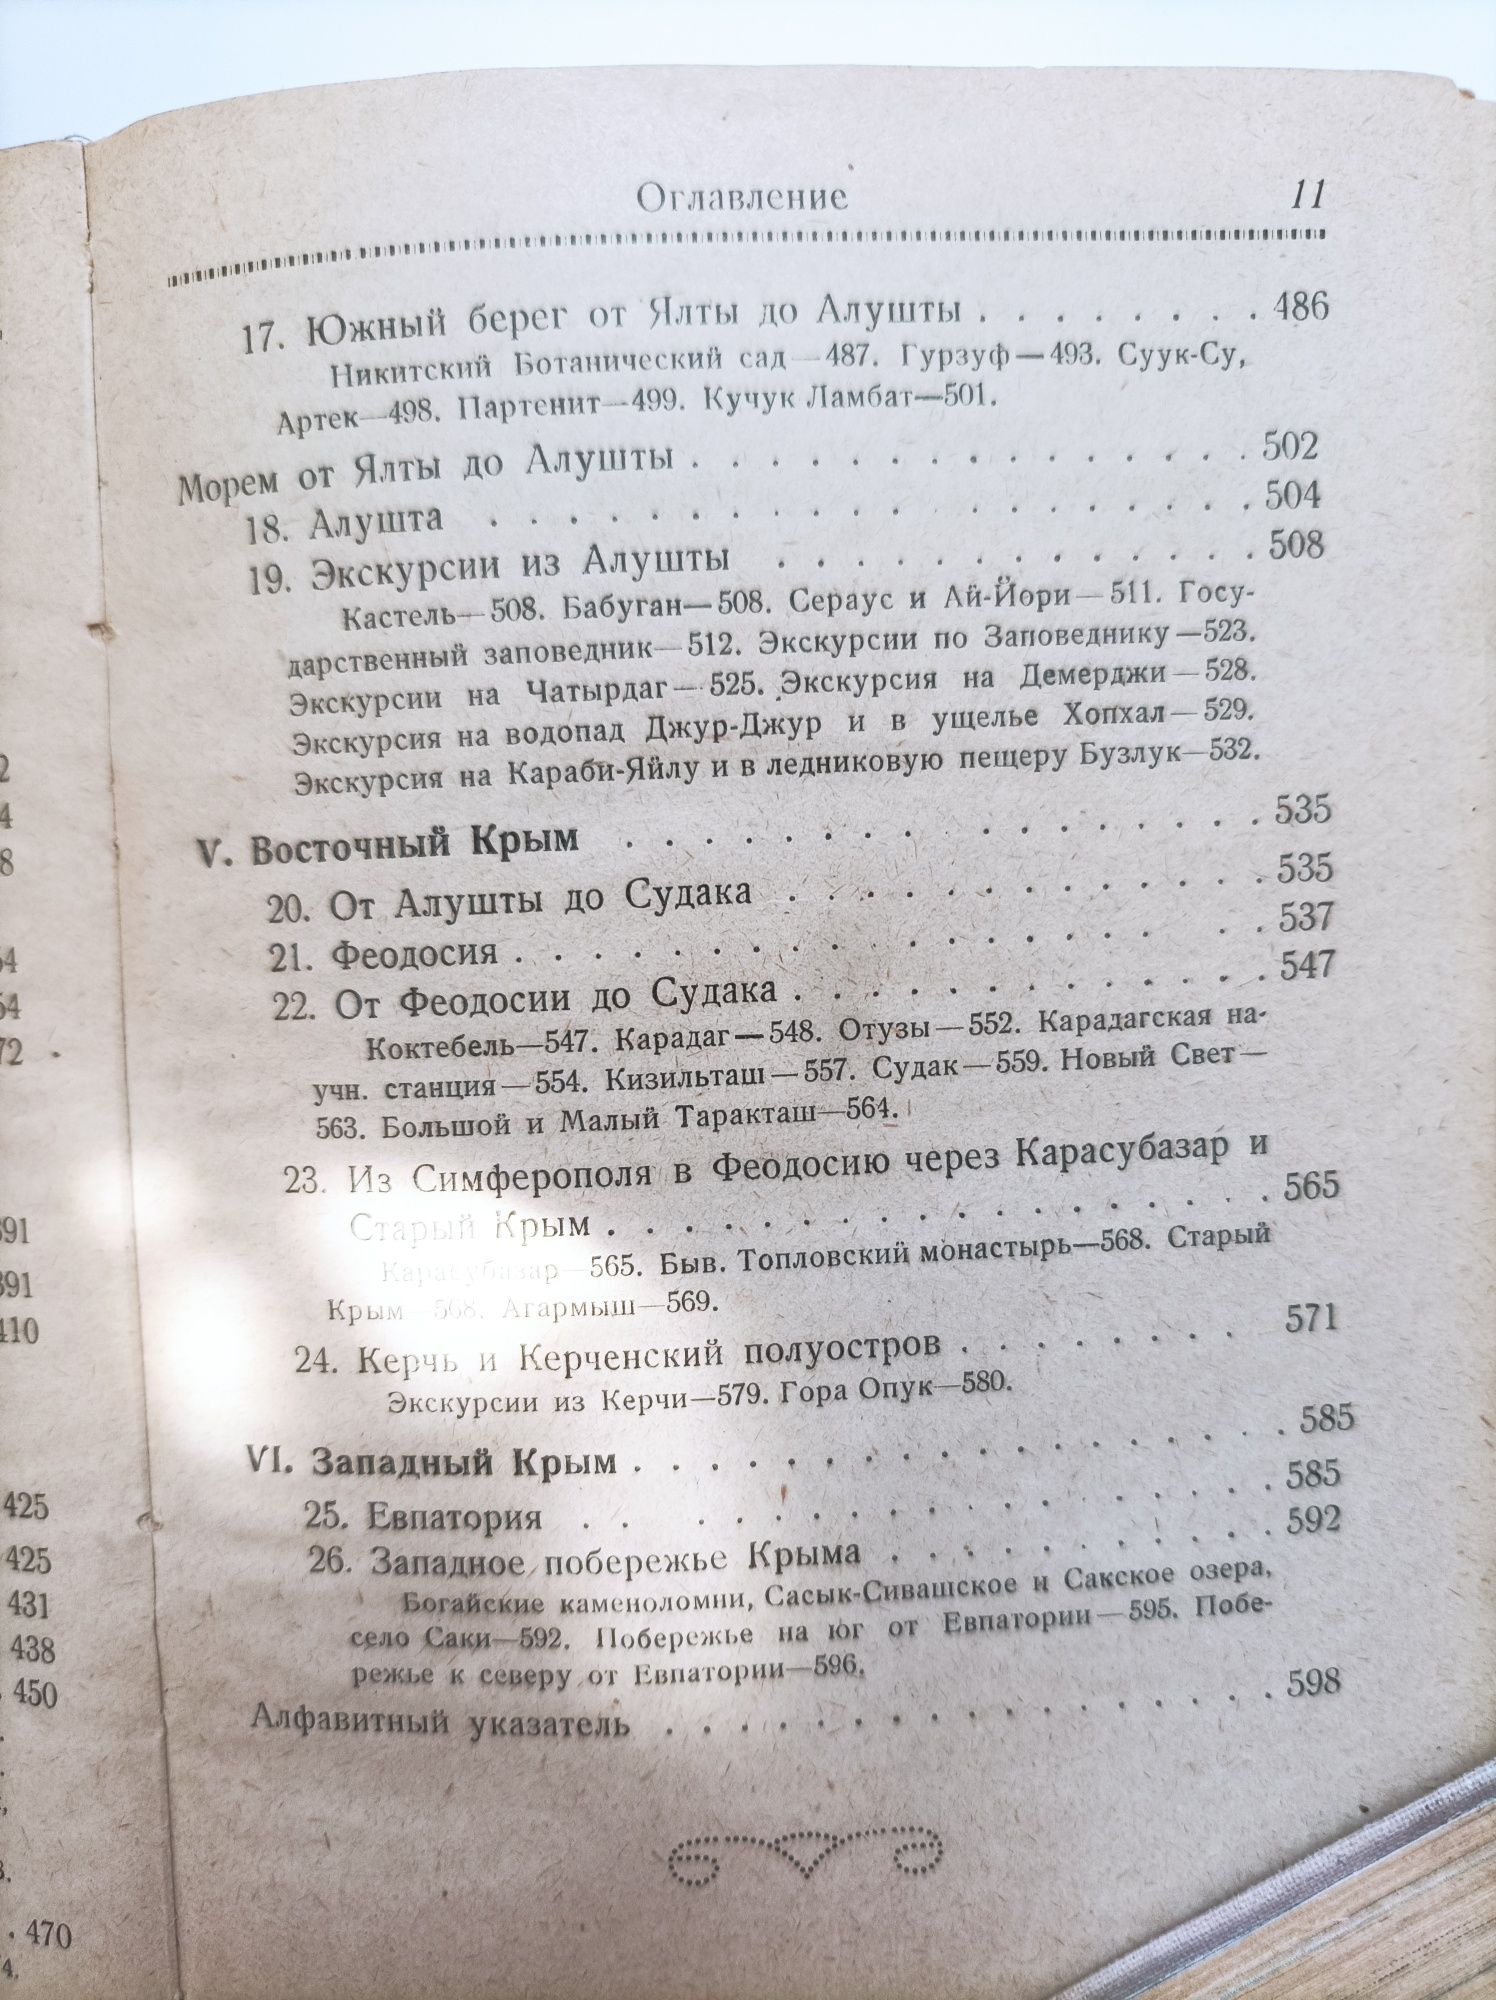 Оглавление 11
17. Южный берег от Ялты до Алушты . . . . . . . . 486
Никитский Ботанический сад—487. Гурзуф—493. Суук-Су,
Артек—498. Партенит—499. Кучук Ламбат—501.
Морем от Ялты до Алушты . . . . . . . . . . . . . . 502
18. Алушта . . . . . . . . . . . . . . . . . . . 504
19. Экскурсии из Алушты . . . . . . . . . . . . 508
Кастель—508. Бабуган—508. Сераус и Ай-Йори—511. Госу-
дарственный заповедник—512. Экскурсии по Заповеднику—523.
Экскурсии на Чатырдаг—525. Экскурсия на Демерджи—528.
Экскурсия на водопад Джур-Джур и в ущелье Хопхал—529.
Экскурсия на Караби-Яйлу и в ледниковую пещеру Бузлук—532.
V. Восточный Крым . . . . . . . . . . . . . . . . 535
20. От Алушты до Судака . . . . . . . . . . . . 535
21. Феодосия . . . . . . . . . . . . . . . . . . 537
22. От Феодосии до Судака . . . . . . . . . . . . 547
Коктебель—547. Карадаг—548. Отузы—552. Карадагская на-
учн. станция—554. Кизильташ—557. Судак—559. Новый Свет—
563. Большой и Малый Таракташ—564.
23. Из Симферополя в Феодосию через Карасубазар и
Старый Крым . . . . . . . . . . . . . . . . . 565
Карасубазар—565. Быв. Топловский монастырь—568. Старый
Крым—568. Агармыш—569.
24. Керчь и Керченский полуостров . . . . . . . . 571
Экскурсии из Керчи—579. Гора Опук—580.
VI. Западный Крым . . . . . . . . . . . . . . . . . 585
25. Евпатория . . . . . . . . . . . . . . . . . 585
26. Западное побережье Крыма . . . . . . . . . . 592
Богайские каменоломни, Сасык-Сивашское и Сакское озера,
село Саки—592. Побережье на юг от Евпатории—595. Побе-
режье к северу от Евпатории—596.
Алфавитный указатель . . . . . . . . . . . . . . . 598
391
391
410
425
425
431
438
450
470